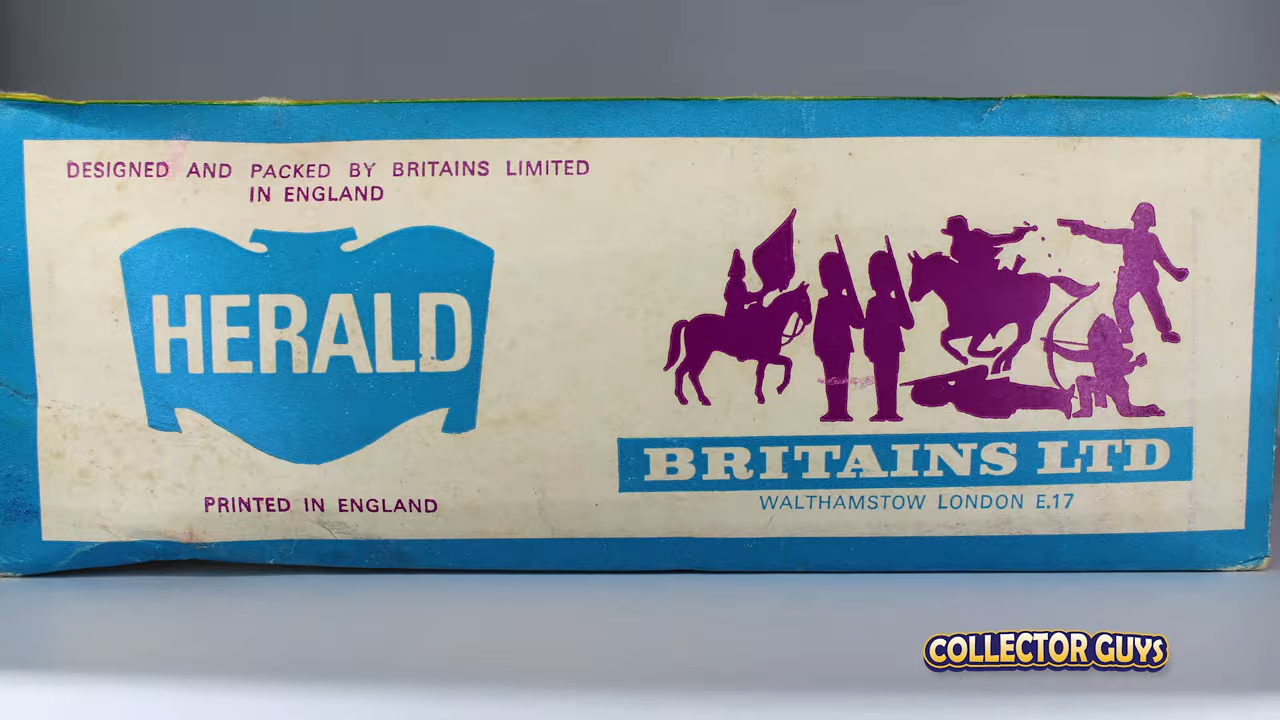 DESIGNED AND PACKED BY BRITAINS LIMITED
IN ENGLAND
HERALD
PRINTED IN ENGLAND
BRITAINS LTD
WALTHAMSTOW LONDON E.17
COLLECTOR GUYS